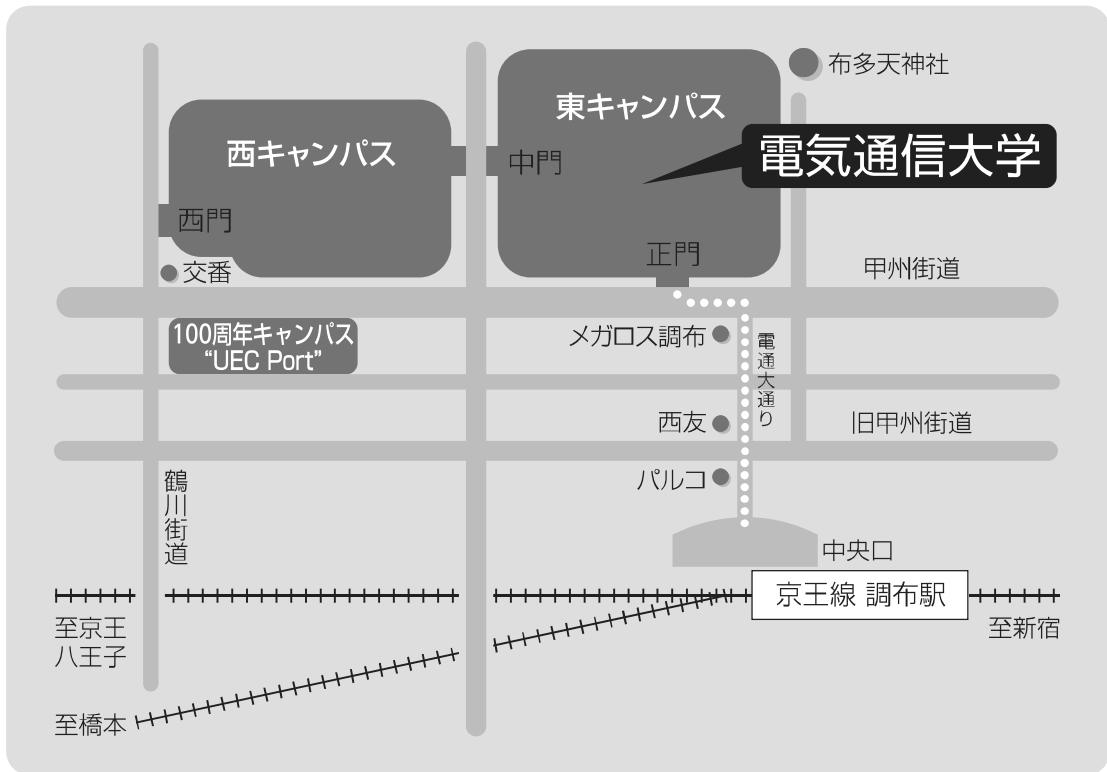 布多天神社
東キャンパス
西キャンパス
電気通信大学
中門
西門
正門
交番
甲州街道
100周年キャンパス
“UEC Port”
メガロス調布
電通大通り
西友
旧甲州街道
パルコ
鶴川街道
中央口
京王線 調布駅
至京王
八王子
至新宿
至橋本